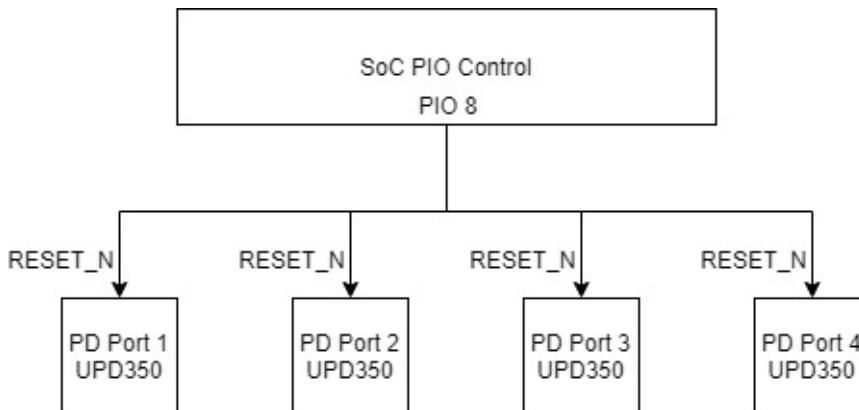 SoC PIO Control
PIO 8
RESET_N
RESET_N
RESET_N
RESET_N
PD Port 1
UPD350
PD Port 2
UPD350
PD Port 3
UPD350
PD Port 4
UPD350